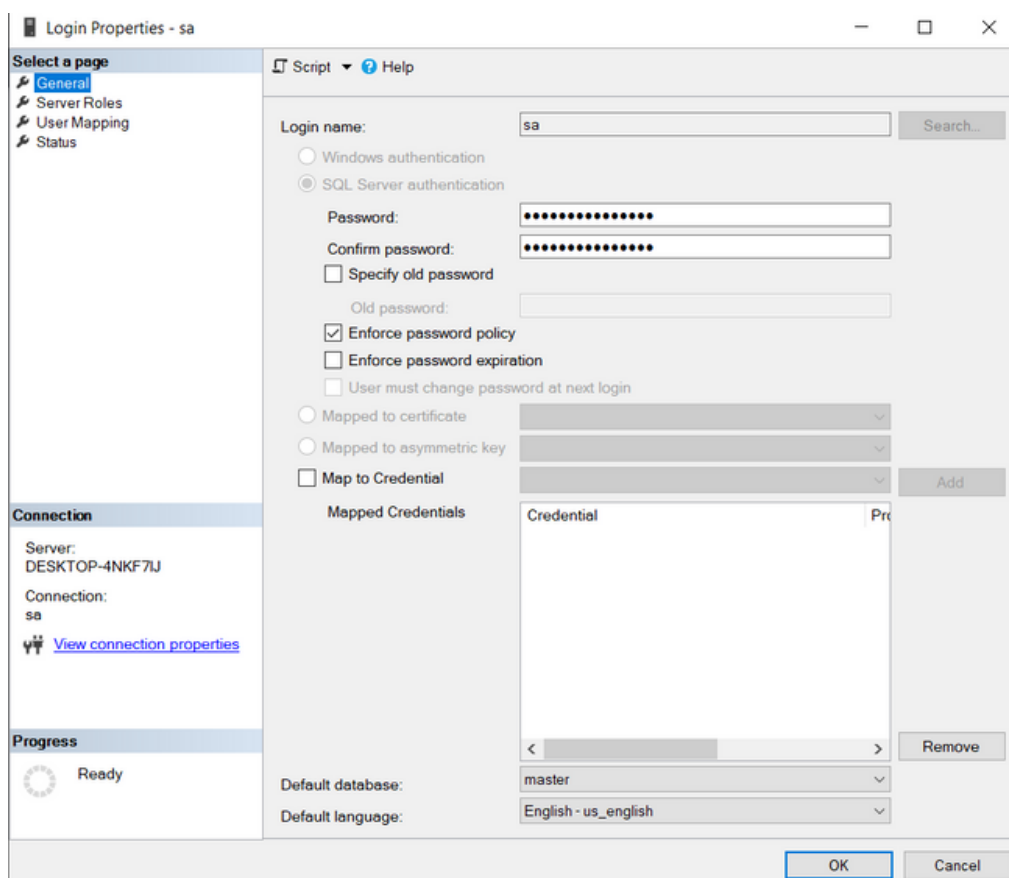 Login Properties - sa
Select a page
General
Server Roles
User Mapping
Status
Script Help
Login name: sa Search...
Windows authentication
SQL Server authentication
Password: ●●●●●●●●●●●●●●●
Confirm password: ●●●●●●●●●●●●●●●
Specify old password
Old password:
Enforce password policy
Enforce password expiration
User must change password at next login
Mapped to certificate
Mapped to asymmetric key
Map to Credential Add
Mapped Credentials Credential Pro
Remove
Default database: master
Default language: English - us_english
Connection
Server:
DESKTOP-4NKF7IJ
Connection:
sa
View connection properties
Progress
Ready
OK Cancel